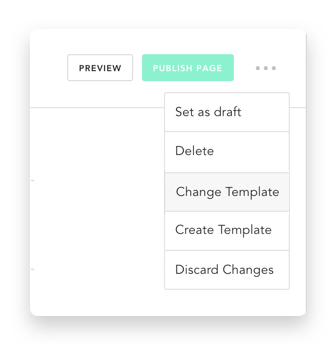 PREVIEW PUBLISH PAGE
Set as draft
Delete
Change Template
Create Template
Discard Changes